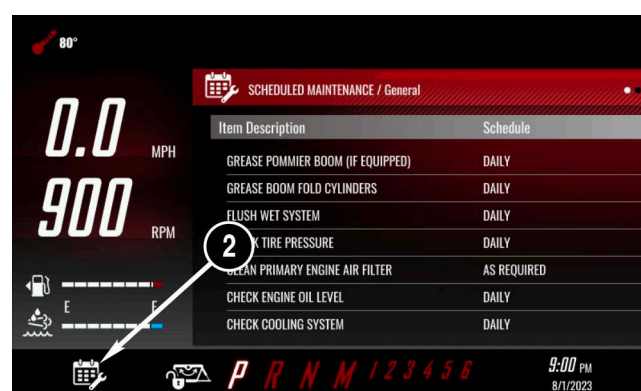 80°
SCHEDULED MAINTENANCE / General
Item Description Schedule
GREASE POMMIER BOOM (IF EQUIPPED) DAILY
GREASE BOOM FOLD CYLINDERS DAILY
FLUSH WET SYSTEM DAILY
TIRE PRESSURE DAILY
CLEAN PRIMARY ENGINE AIR FILTER AS REQUIRED
CHECK ENGINE OIL LEVEL DAILY
CHECK COOLING SYSTEM DAILY
0.0 MPH
900 RPM
2
E F
P R N M 1 2 3 4 5 6
9:00 PM
8/1/2023